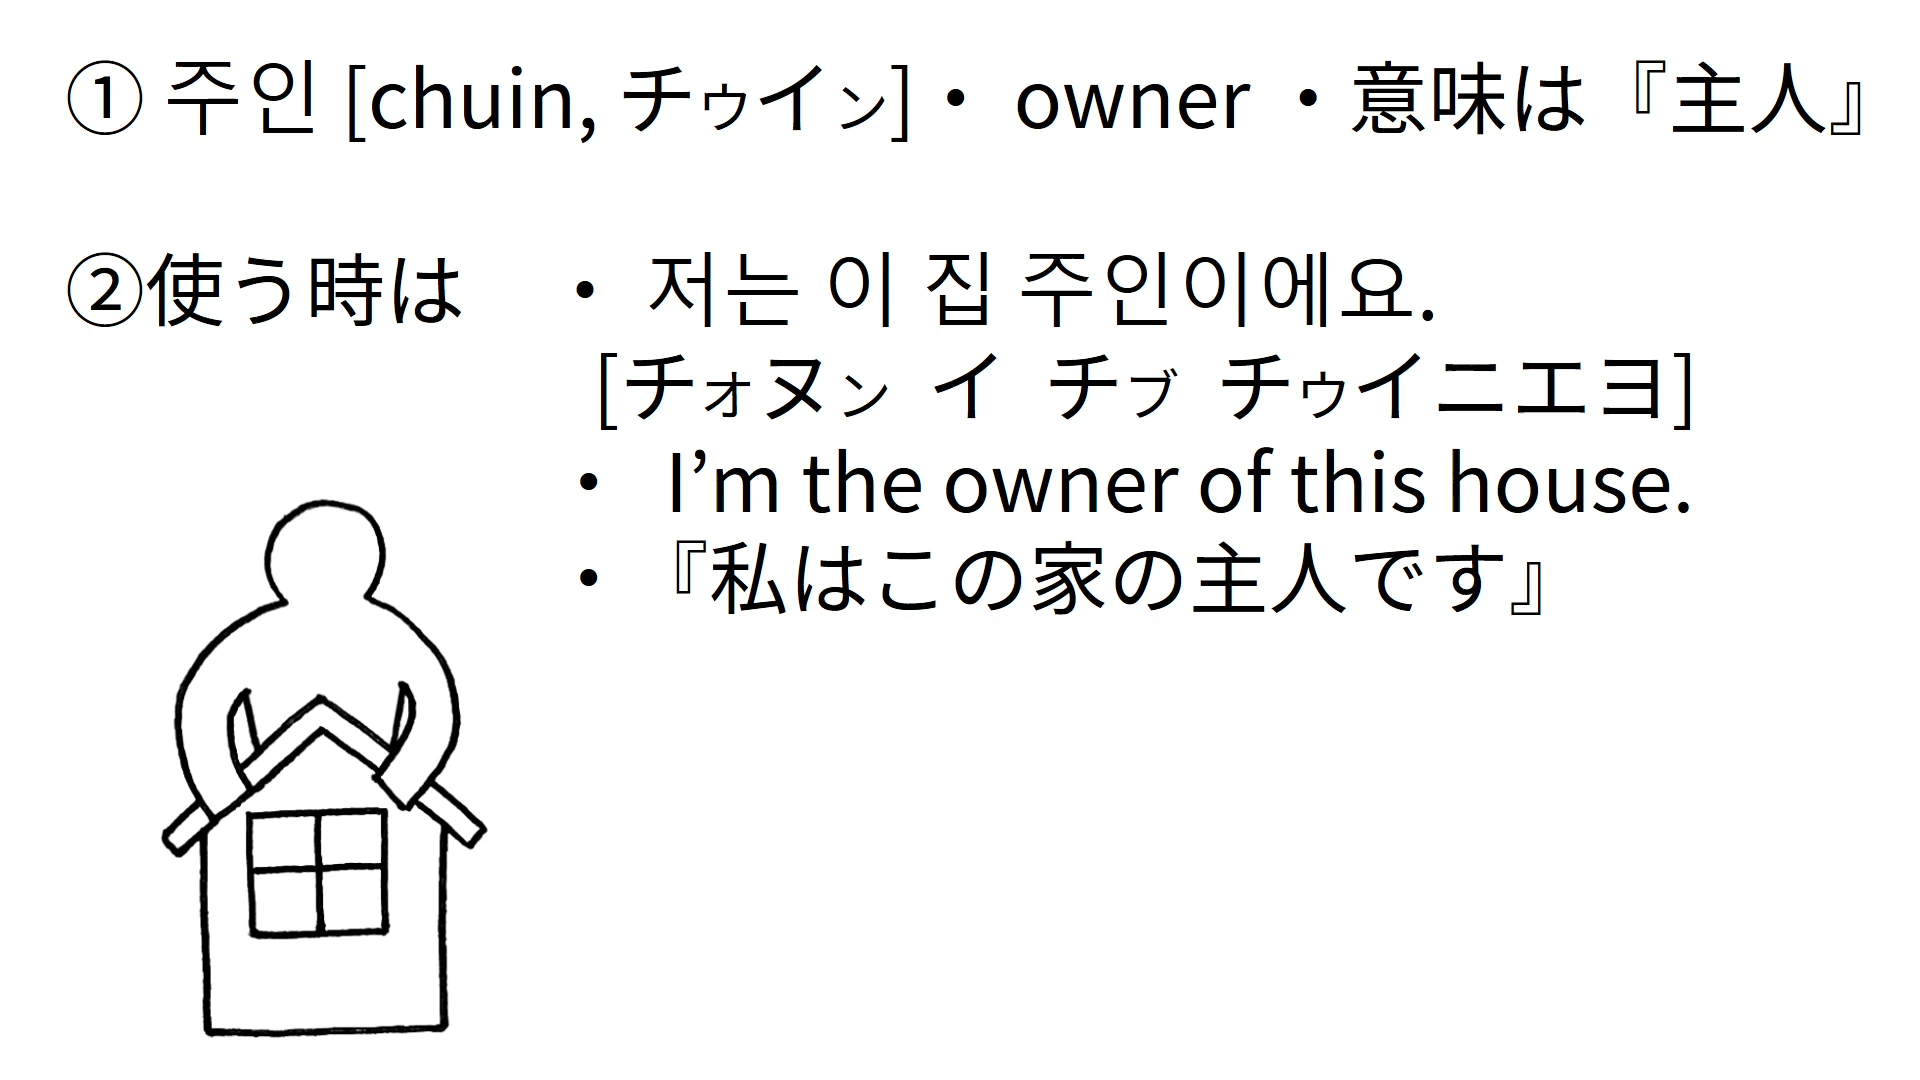 ① 주인 [chuin, チゥイン]・ owner ・意味は『主人』
②使う時は ・ 저는 이 집 주인이에요.
[チォヌン イ チブ チゥイニエヨ]
・ I’m the owner of this house.
・ 『私はこの家の主人です』